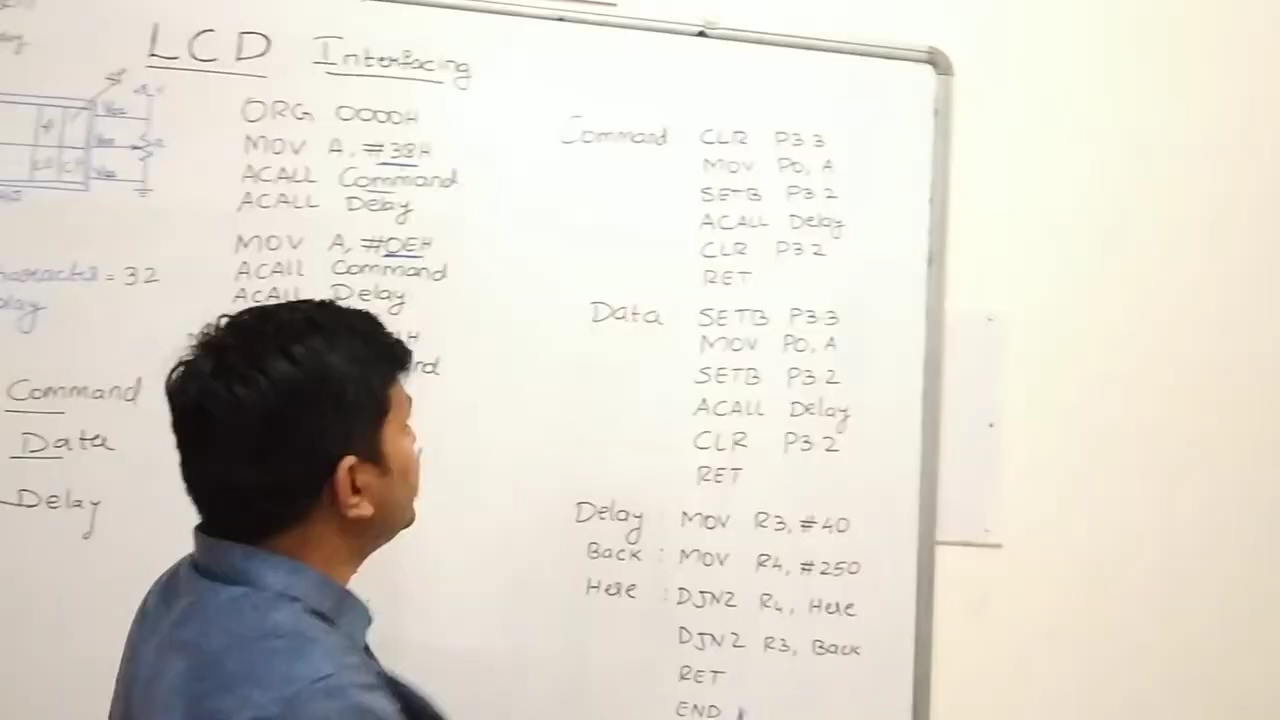 LCD Interfacing
ORG 0000H
MOV A, #38H
ACALL Command
ACALL Delay
MOV A, #0EH
ACALL Command
ACALL Delay
= 32
Command
Data
Delay
Command CLR P3.3
MOV P0, A
SETB P3.2
ACALL Delay
CLR P3.2
RET
Data SETB P3.3
MOV P0, A
SETB P3.2
ACALL Delay
CLR P3.2
RET
Delay : MOV R3, #40
Back : MOV R4, #250
Here : DJNZ R4, Here
DJNZ R3, Back
RET
END